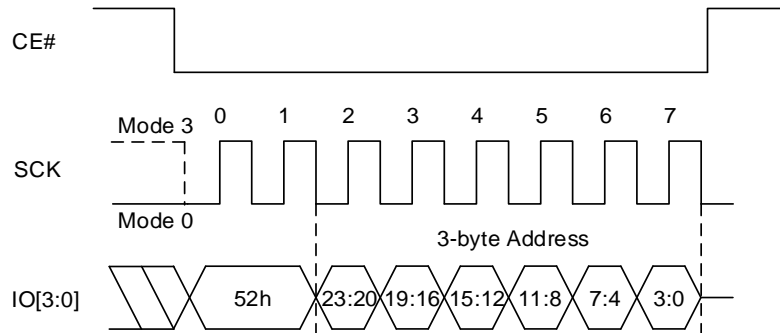 CE#
0 1 2 3 4 5 6 7
Mode 3
SCK
Mode 0
3-byte Address
IO[3:0] 52h 23:20 19:16 15:12 11:8 7:4 3:0